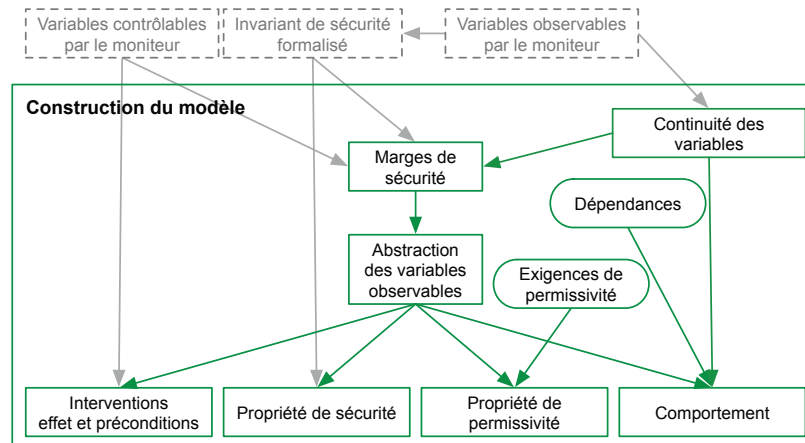 Variables contrôlables
par le moniteur
Invariant de sécurité
formalisé
Variables observables
par le moniteur
Construction du modèle
Continuité des
variables
Marges de
sécurité
Dépendances
Abstraction
des variables
observables
Exigences de
permissivité
Interventions
effet et préconditions
Propriété de sécurité
Propriété de
permissivité
Comportement